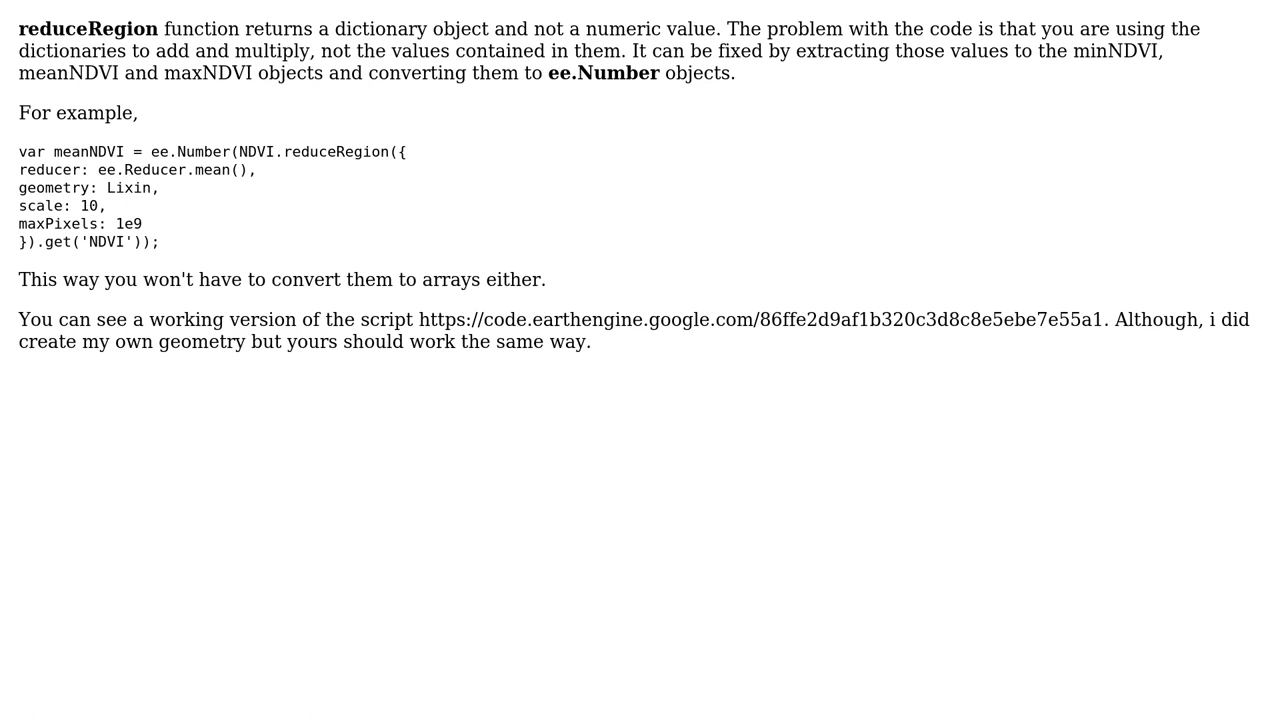 reduceRegion function returns a dictionary object and not a numeric value. The problem with the code is that you are using the
dictionaries to add and multiply, not the values contained in them. It can be fixed by extracting those values to the minNDVI,
meanNDVI and maxNDVI objects and converting them to ee.Number objects.
For example,
var meanNDVI = ee.Number(NDVI.reduceRegion({
reducer: ee.Reducer.mean(),
geometry: Lixin,
scale: 10,
maxPixels: 1e9
}).get('NDVI'));
This way you won't have to convert them to arrays either.
You can see a working version of the script https://code.earthengine.google.com/86ffe2d9af1b320c3d8c8e5ebe7e55a1. Although, i did
create my own geometry but yours should work the same way.